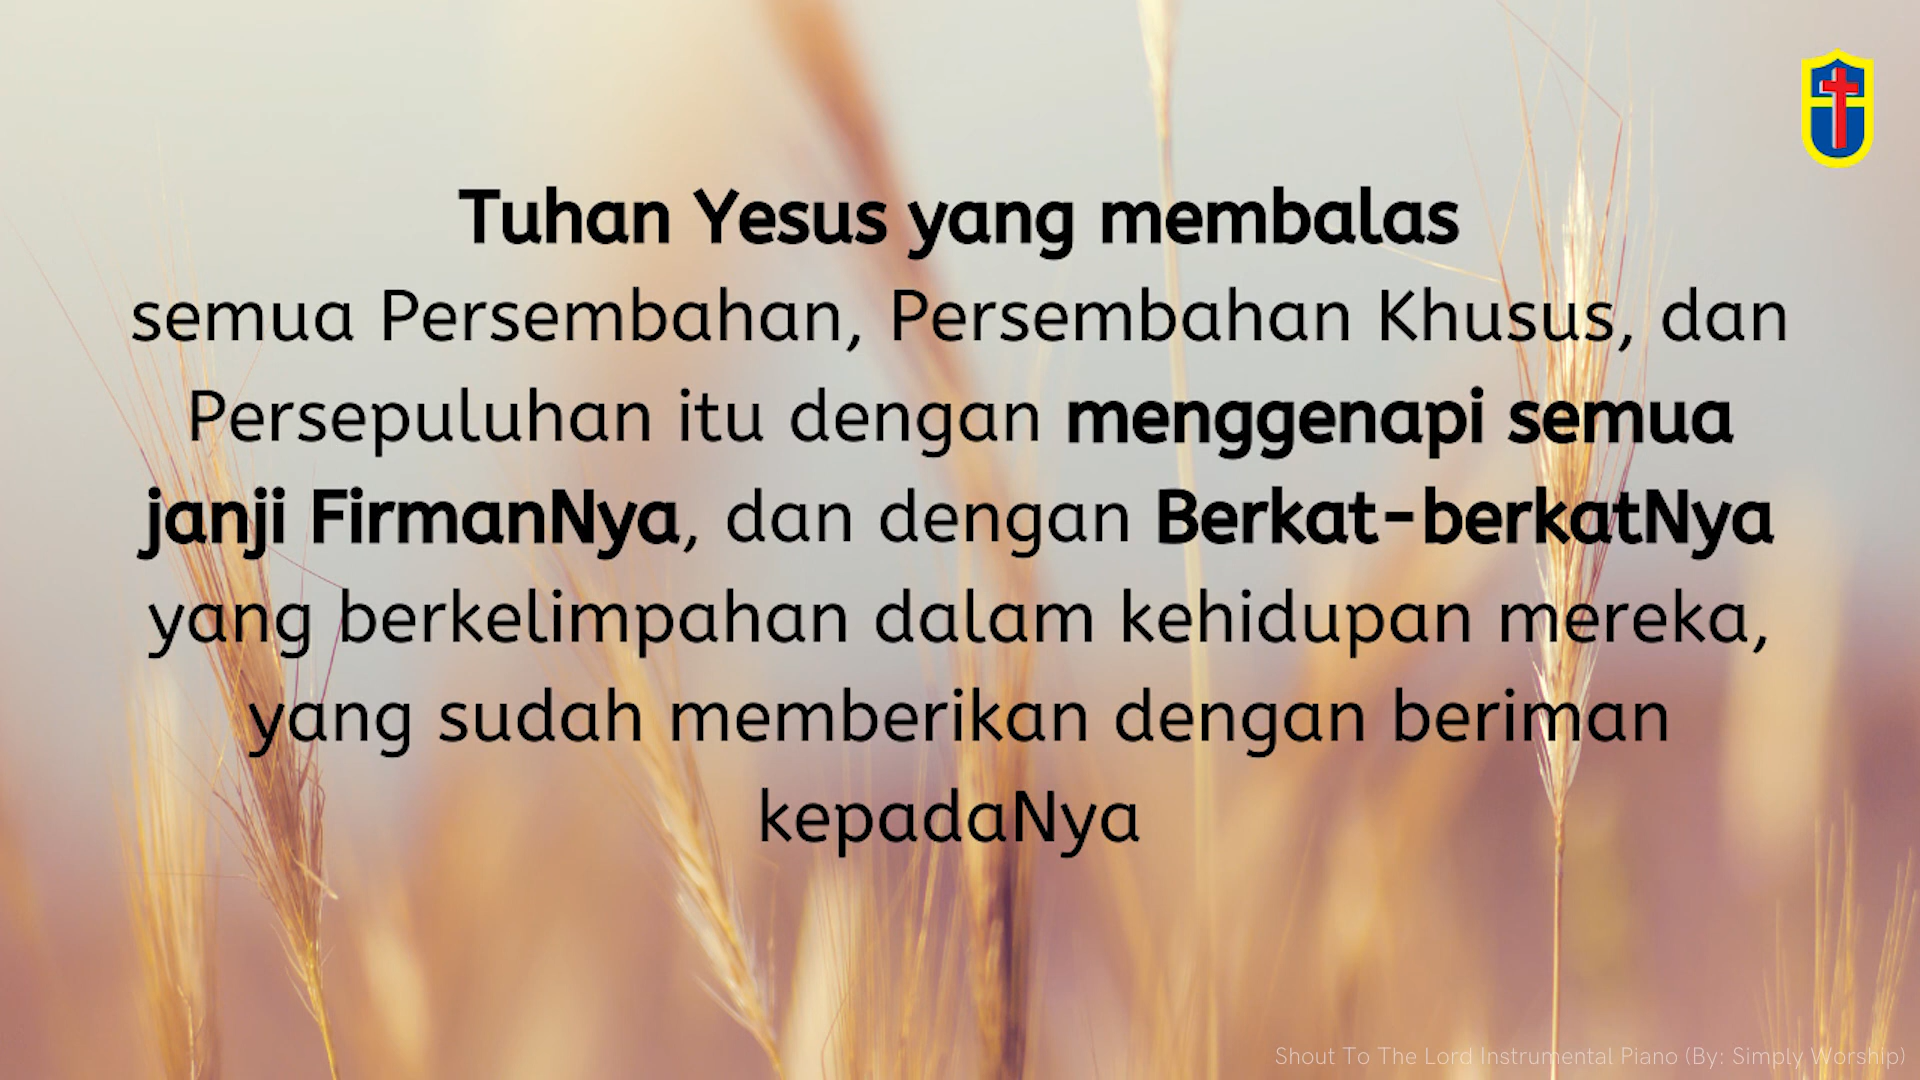 Tuhan Yesus yang membalas
semua Persembahan, Persembahan Khusus, dan
Persepuluhan itu dengan menggenapi semua
janji FirmanNya, dan dengan Berkat-berkatNya
yang berkelimpahan dalam kehidupan mereka,
yang sudah memberikan dengan beriman
kepadaNya
Shout To The Lord Instrumental Piano (By: Simply Worship)